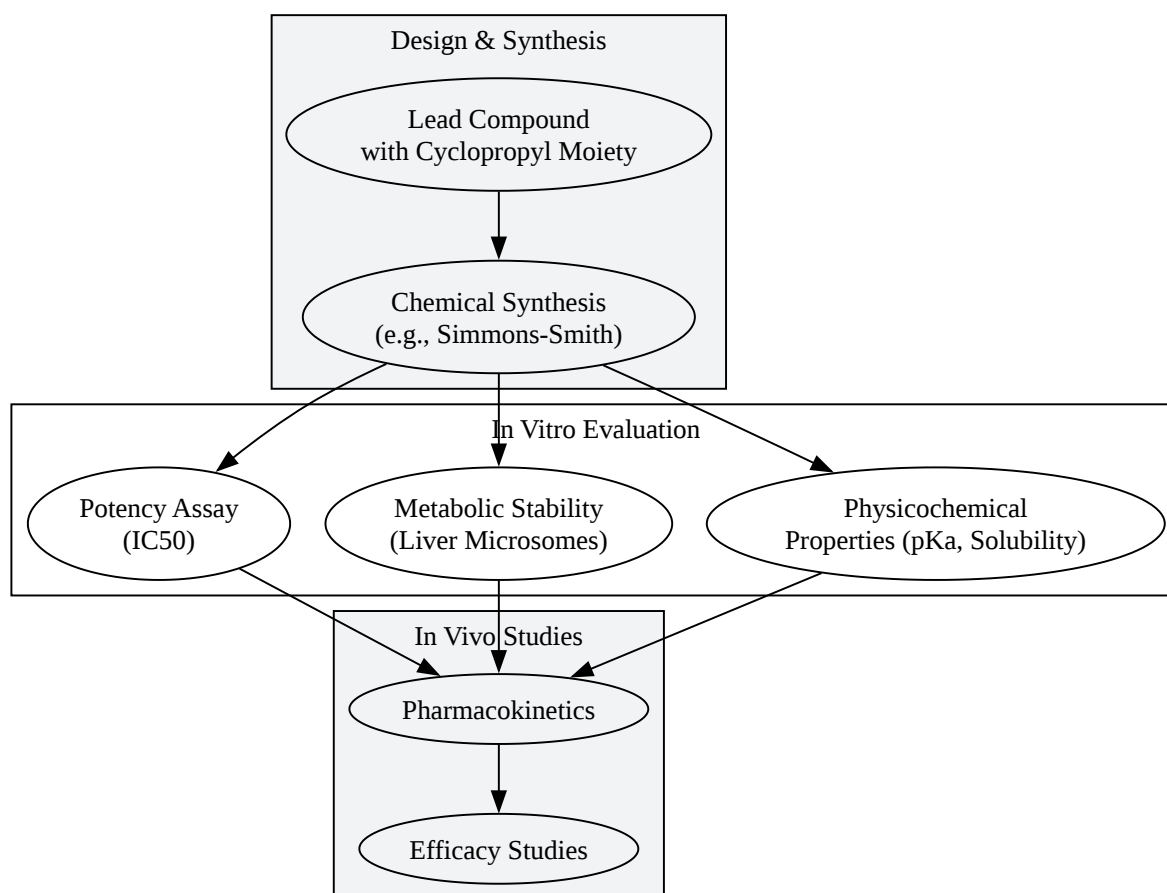 Design & Synthesis
Lead Compound
with Cyclopropyl Moiety
Chemical Synthesis
(e.g., Simmons-Smith)
In Vitro Evaluation
Potency Assay
(IC50)
Metabolic Stability
(Liver Microsomes)
Physicochemical
Properties (pKa, Solubility)
In Vivo Studies
Pharmacokinetics
Efficacy Studies